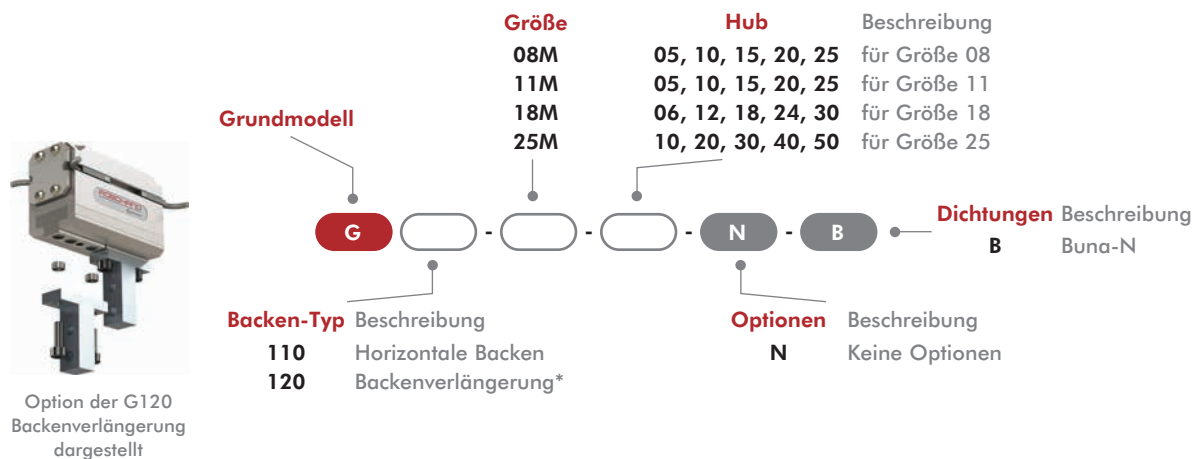 Größe Hub Beschreibung
08M 05, 10, 15, 20, 25 für Größe 08
11M 05, 10, 15, 20, 25 für Größe 11
18M 06, 12, 18, 24, 30 für Größe 18
25M 10, 20, 30, 40, 50 für Größe 25
Grundmodell
G - - - N - B
Dichtungen Beschreibung
B Buna-N
Backen-Typ Beschreibung
110 Horizontale Backen
120 Backenverlängerung*
Optionen Beschreibung
N Keine Optionen
Option der G120
Backenverlängerung
dargestellt